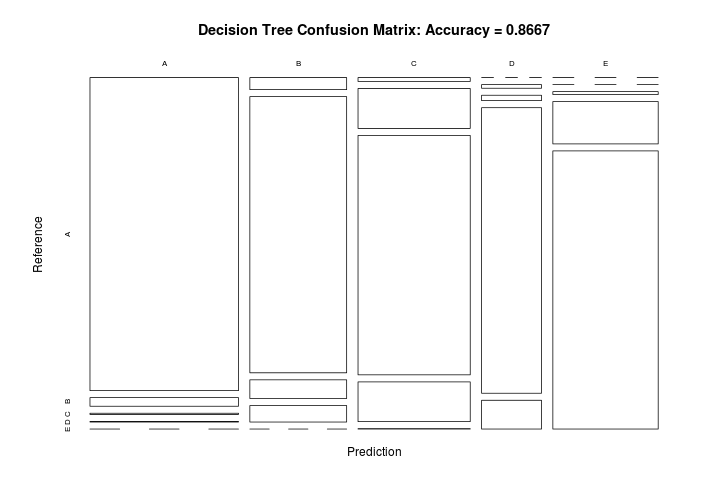 Decision Tree Confusion Matrix: Accuracy = 0.8667
A B C D E
Reference
A
B
C
D
E
Prediction